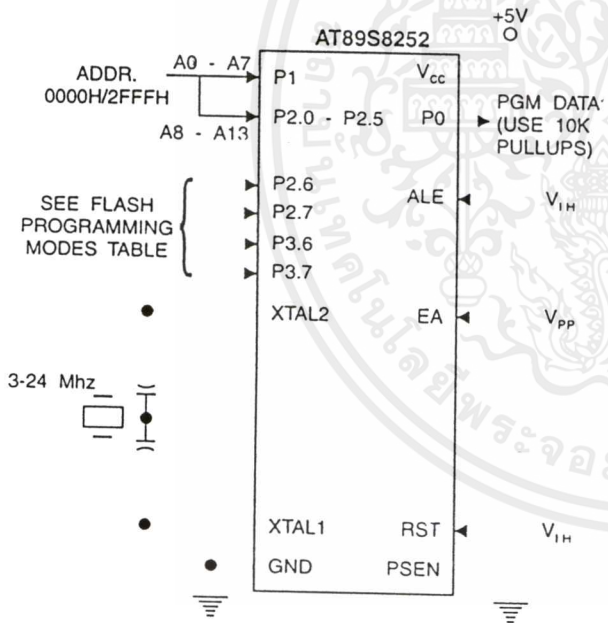 +5V
AT89S8252
A0 - A7
ADDR.
0000H/2FFFH
P1
VCC
A8 - A13
P2.0 - P2.5
P0
PGM DATA
(USE 10K
PULLUPS)
SEE FLASH
PROGRAMMING
MODES TABLE
P2.6
P2.7
P3.6
P3.7
ALE
VIH
XTAL2
EA
VPP
3-24 Mhz
XTAL1
RST
VIH
GND
PSEN